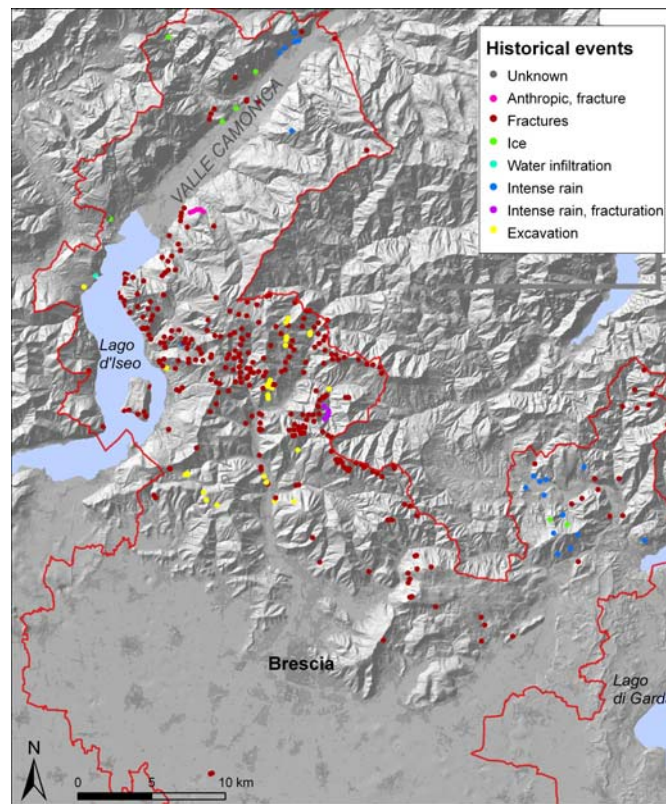 Historical events
Unknown
Anthropic, fracture
Fractures
Ice
Water infiltration
Intense rain
Intense rain, fracturation
Excavation
VALLE CAMONICA
Lago
d'Iseo
Brescia
Lago
di Garda
N
0 5 10 km